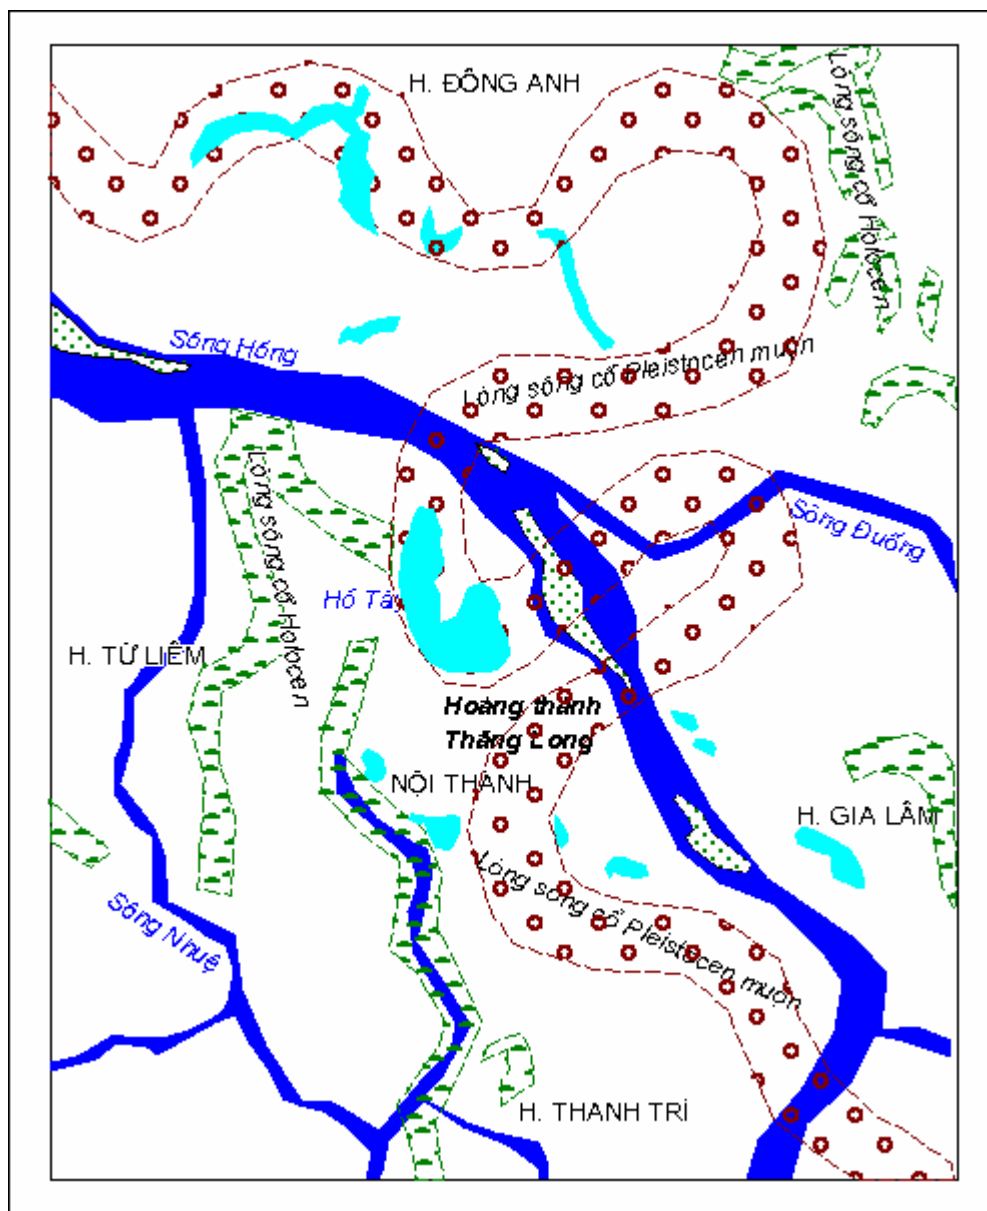 H. ĐÔNG ANH
Lòng sông cổ Holocen
Sông Hồng
Lòng sông cổ Pleistocen muộn
Lòng sông cổ Holocen
Sông Đuống
Hồ Tây
H. TỪ LIÊM
Hoàng thành
Thăng Long
NỘI THÀNH
H. GIA LÂM
Lòng sông cổ Pleistocen muộn
Sông Nhuệ
H. THANH TRÌ